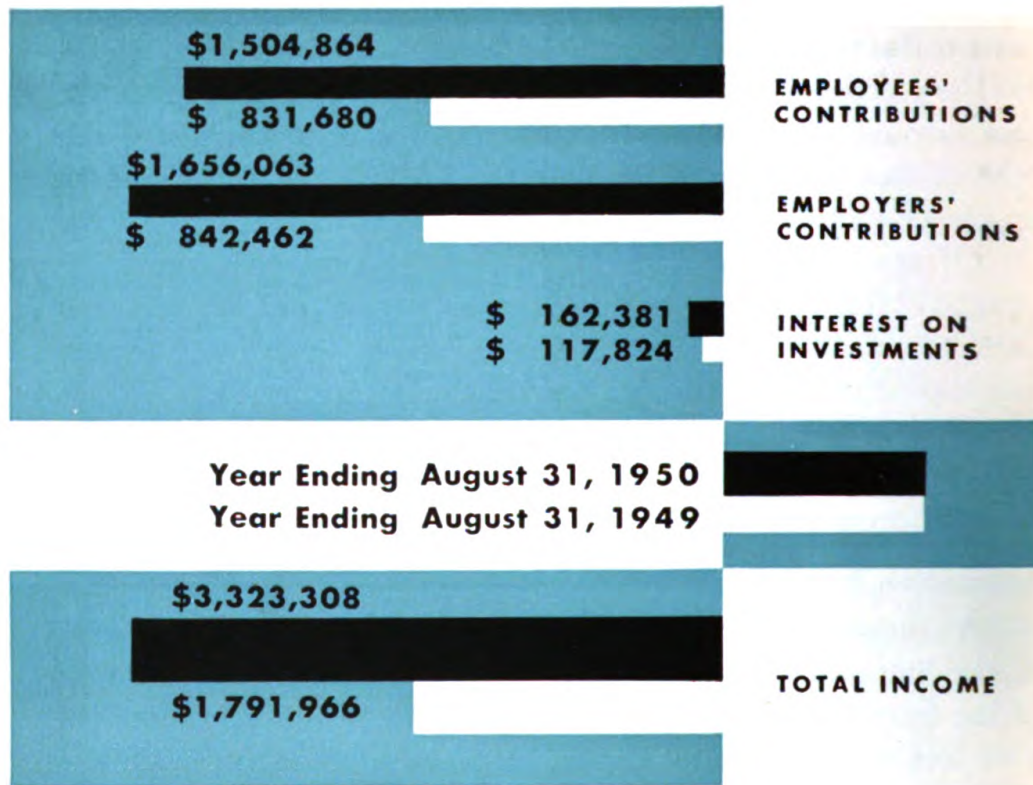 $1,504,864
$ 831,680
EMPLOYEES'
CONTRIBUTIONS
$1,656,063
$ 842,462
EMPLOYERS'
CONTRIBUTIONS
$ 162,381
$ 117,824
INTEREST ON
INVESTMENTS
Year Ending August 31, 1950
Year Ending August 31, 1949
$3,323,308
$1,791,966
TOTAL INCOME